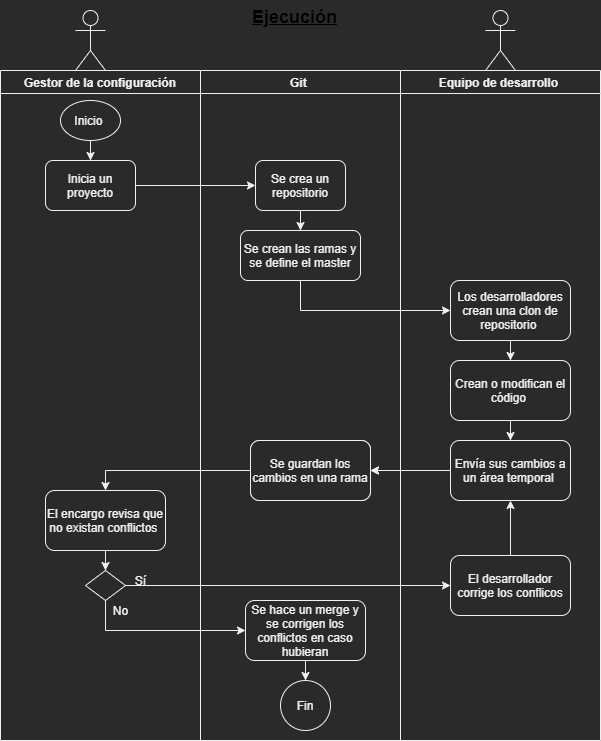 Ejecución
Gestor de la configuración
Git
Equipo de desarrollo
Inicio
Inicia un
proyecto
Se crea un
repositorio
Se crean las ramas y
se define el master
Los desarrolladores
crean una clon de
repositorio
Crean o modifican el
código
Envía sus cambios a
un área temporal
Se guardan los
cambios en una rama
El encargo revisa que
no existan conflictos
Sí
No
El desarrollador
corrige los conflicos
Se hace un merge y
se corrigen los
conflictos en caso
hubieran
Fin